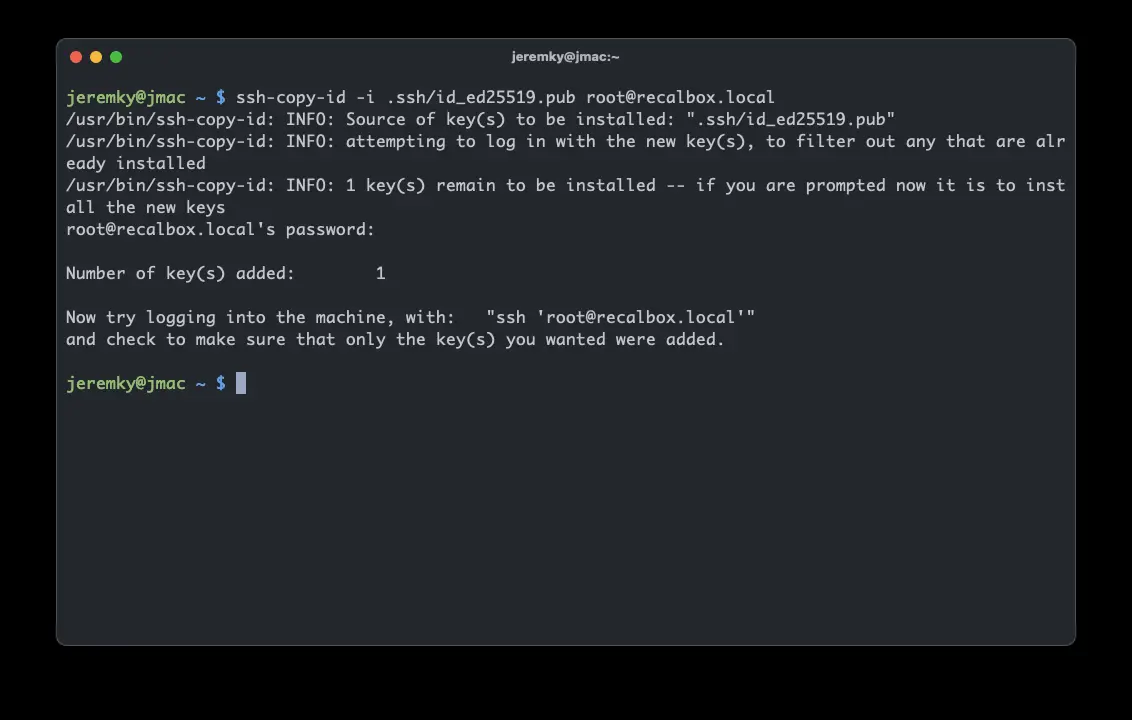 jeremky@jmac:~
jeremky@jmac ~ $ ssh-copy-id -i .ssh/id_ed25519.pub root@recalbox.local
/usr/bin/ssh-copy-id: INFO: Source of key(s) to be installed: ".ssh/id_ed25519.pub"
/usr/bin/ssh-copy-id: INFO: attempting to log in with the new key(s), to filter out any that are alr
eady installed
/usr/bin/ssh-copy-id: INFO: 1 key(s) remain to be installed -- if you are prompted now it is to inst
all the new keys
root@recalbox.local's password:
Number of key(s) added:        1
Now try logging into the machine, with:   "ssh 'root@recalbox.local'"
and check to make sure that only the key(s) you wanted were added.
jeremky@jmac ~ $